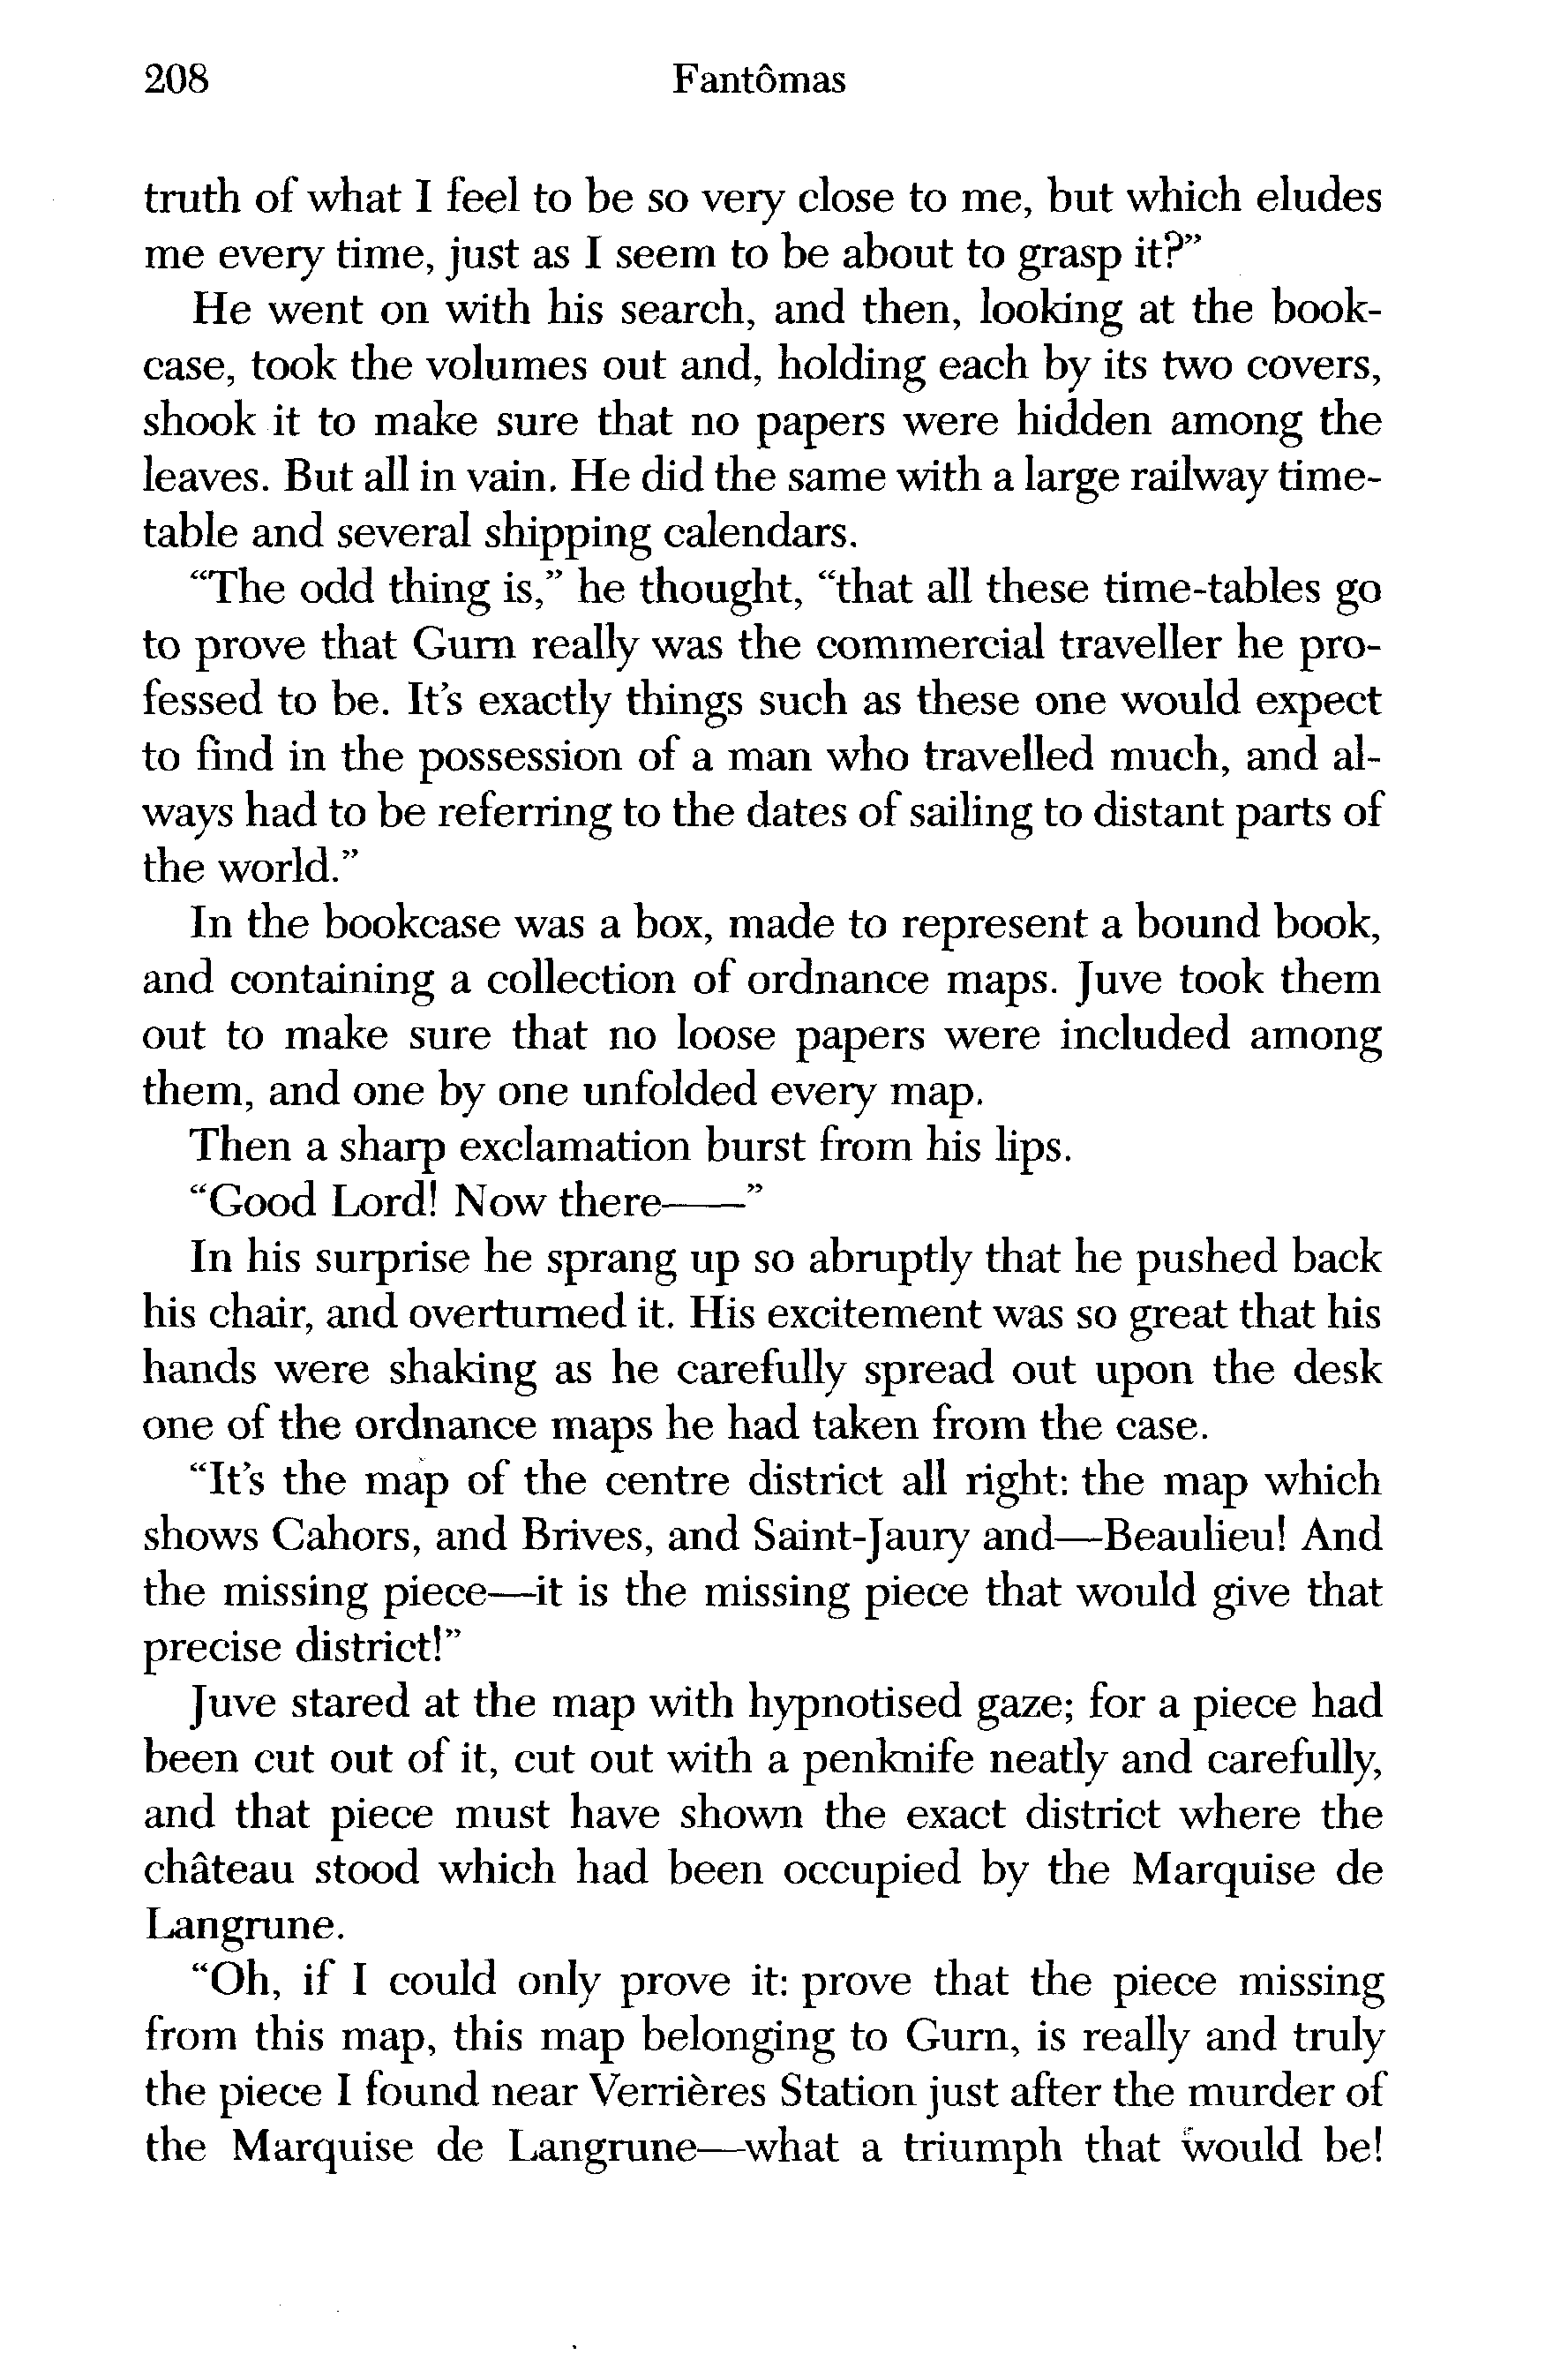 208 Fantômas
truth of what I feel to be so very close to me, but which eludes
me every time, just as I seem to be about to grasp it?”
He went on with his search, and then, looking at the book-
case, took the volumes out and, holding each by its two covers,
shook it to make sure that no papers were hidden among the
leaves. But all in vain. He did the same with a large railway time-
table and several shipping calendars.
“The odd thing is,” he thought, “that all these time-tables go
to prove that Gurn really was the commercial traveller he pro-
fessed to be. It’s exactly things such as these one would expect
to find in the possession of a man who travelled much, and al-
ways had to be referring to the dates of sailing to distant parts of
the world.”
In the bookcase was a box, made to represent a bound book,
and containing a collection of ordnance maps. Juve took them
out to make sure that no loose papers were included among
them, and one by one unfolded every map.
Then a sharp exclamation burst from his lips.
“Good Lord! Now there——”
In his surprise he sprang up so abruptly that he pushed back
his chair, and overturned it. His excitement was so great that his
hands were shaking as he carefully spread out upon the desk
one of the ordnance maps he had taken from the case.
“It’s the map of the centre district all right: the map which
shows Cahors, and Brives, and Saint-Jaury and—Beaulieu! And
the missing piece—it is the missing piece that would give that
precise district!”
Juve stared at the map with hypnotised gaze; for a piece had
been cut out of it, cut out with a penknife neatly and carefully,
and that piece must have shown the exact district where the
château stood which had been occupied by the Marquise de
Langrune.
“Oh, if I could only prove it: prove that the piece missing
from this map, this map belonging to Gurn, is really and truly
the piece I found near Verrières Station just after the murder of
the Marquise de Langrune—what a triumph that would be!